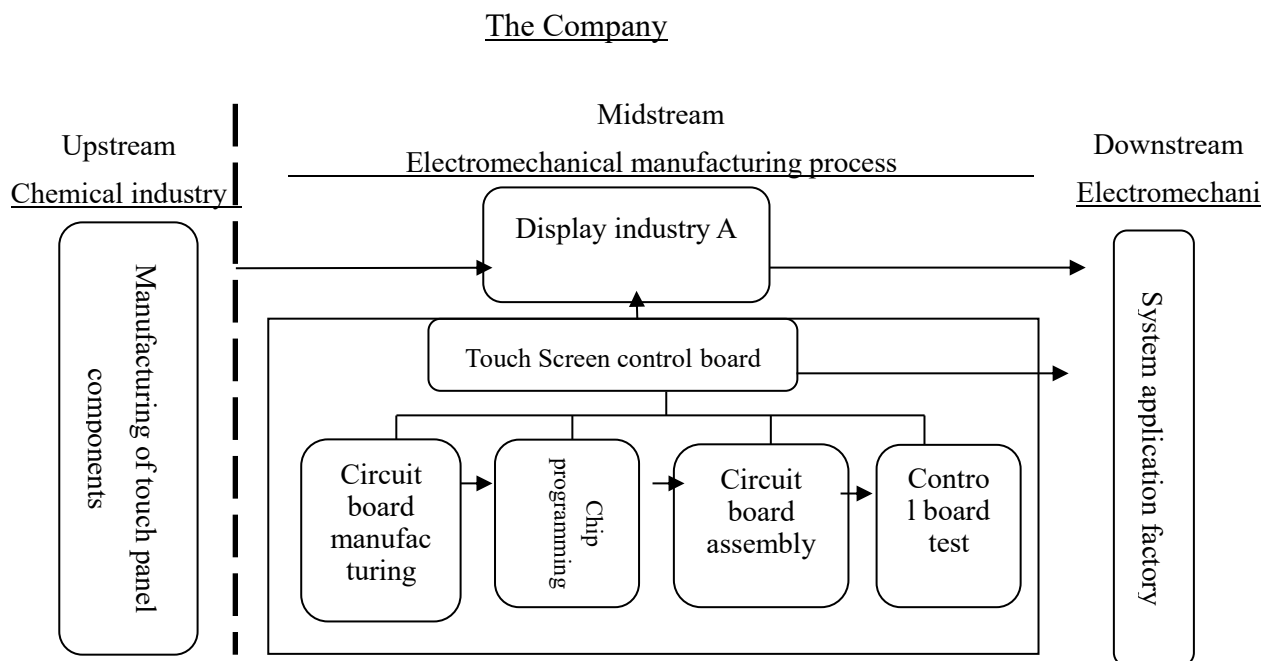 The Company
Upstream
Chemical industry
Midstream
Electromechanical manufacturing process
Downstream
Electromechani
Manufacturing of touch panel
components
Display industry A
Touch Screen control board
Circuit
board
manufac
turing
Chip
programming
Circuit
board
assembly
Contro
l board
test
System application factory